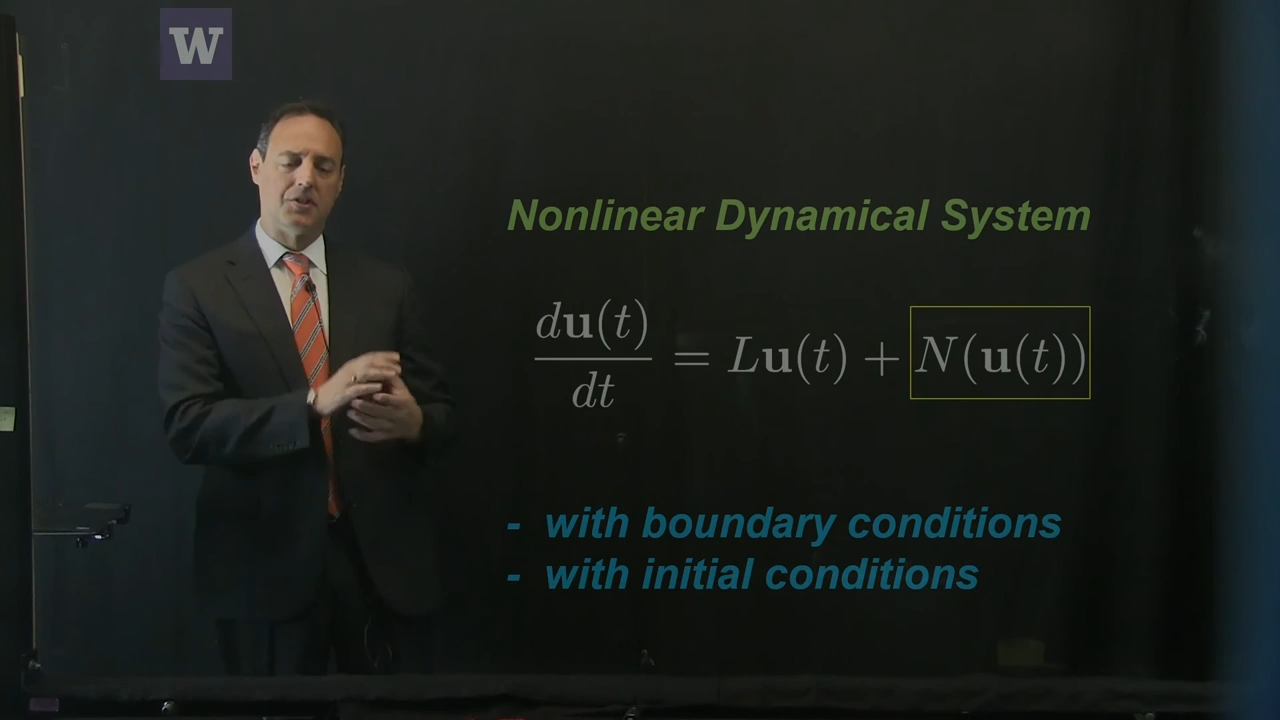 W
Nonlinear Dynamical System
du(t)/dt = Lu(t) + N(u(t))
- with boundary conditions
- with initial conditions